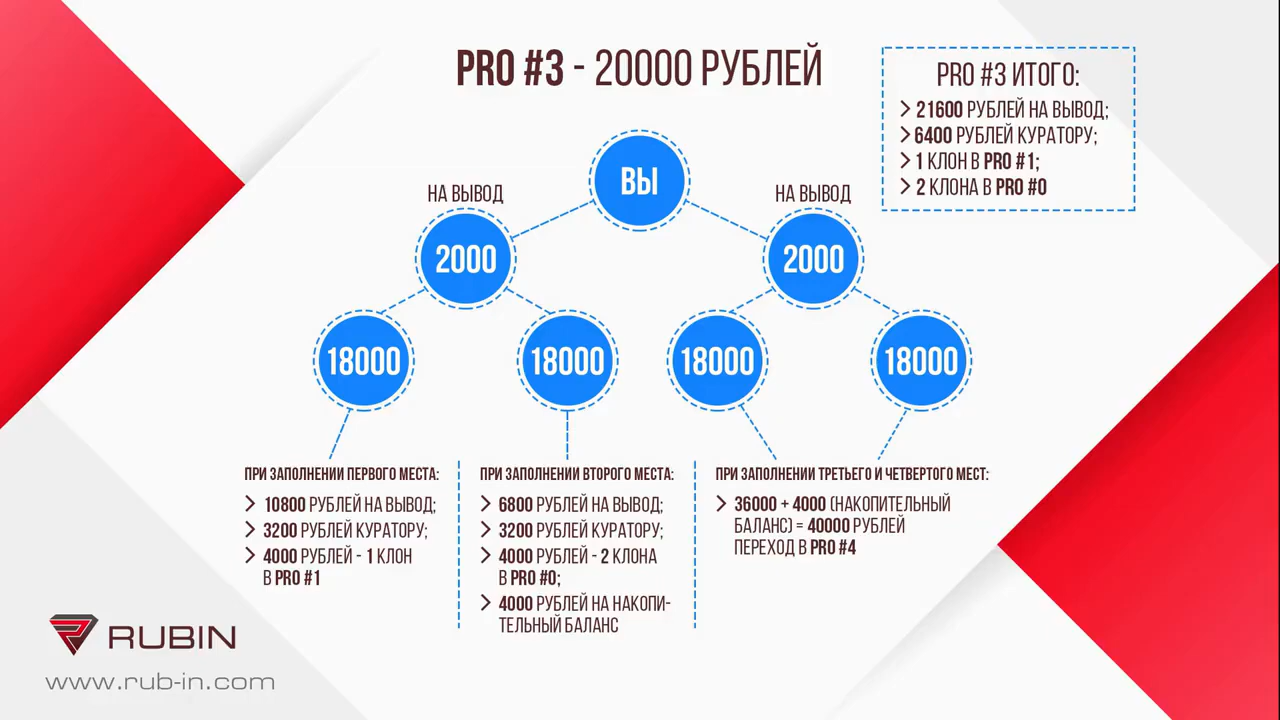 PRO #3 - 20000 РУБЛЕЙ
PRO #3 ИТОГО:
21600 РУБЛЕЙ НА ВЫВОД;
6400 РУБЛЕЙ КУРАТОРУ;
1 КЛОН В PRO #1;
2 КЛОНА В PRO #0
ВЫ
НА ВЫВОД
НА ВЫВОД
2000
2000
18000
18000
18000
18000
ПРИ ЗАПОЛНЕНИИ ПЕРВОГО МЕСТА:
10800 РУБЛЕЙ НА ВЫВОД;
3200 РУБЛЕЙ КУРАТОРУ;
4000 РУБЛЕЙ - 1 КЛОН
В PRO #1
ПРИ ЗАПОЛНЕНИИ ВТОРОГО МЕСТА:
6800 РУБЛЕЙ НА ВЫВОД;
3200 РУБЛЕЙ КУРАТОРУ;
4000 РУБЛЕЙ - 2 КЛОНА
В PRO #0;
4000 РУБЛЕЙ НА НАКОПИ-
ТЕЛЬНЫЙ БАЛАНС
ПРИ ЗАПОЛНЕНИИ ТРЕТЬЕГО И ЧЕТВЕРТОГО МЕСТ:
36000 + 4000 (НАКОПИТЕЛЬНЫЙ
БАЛАНС) = 40000 РУБЛЕЙ
ПЕРЕХОД В PRO #4
RUBIN
www.rub-in.com